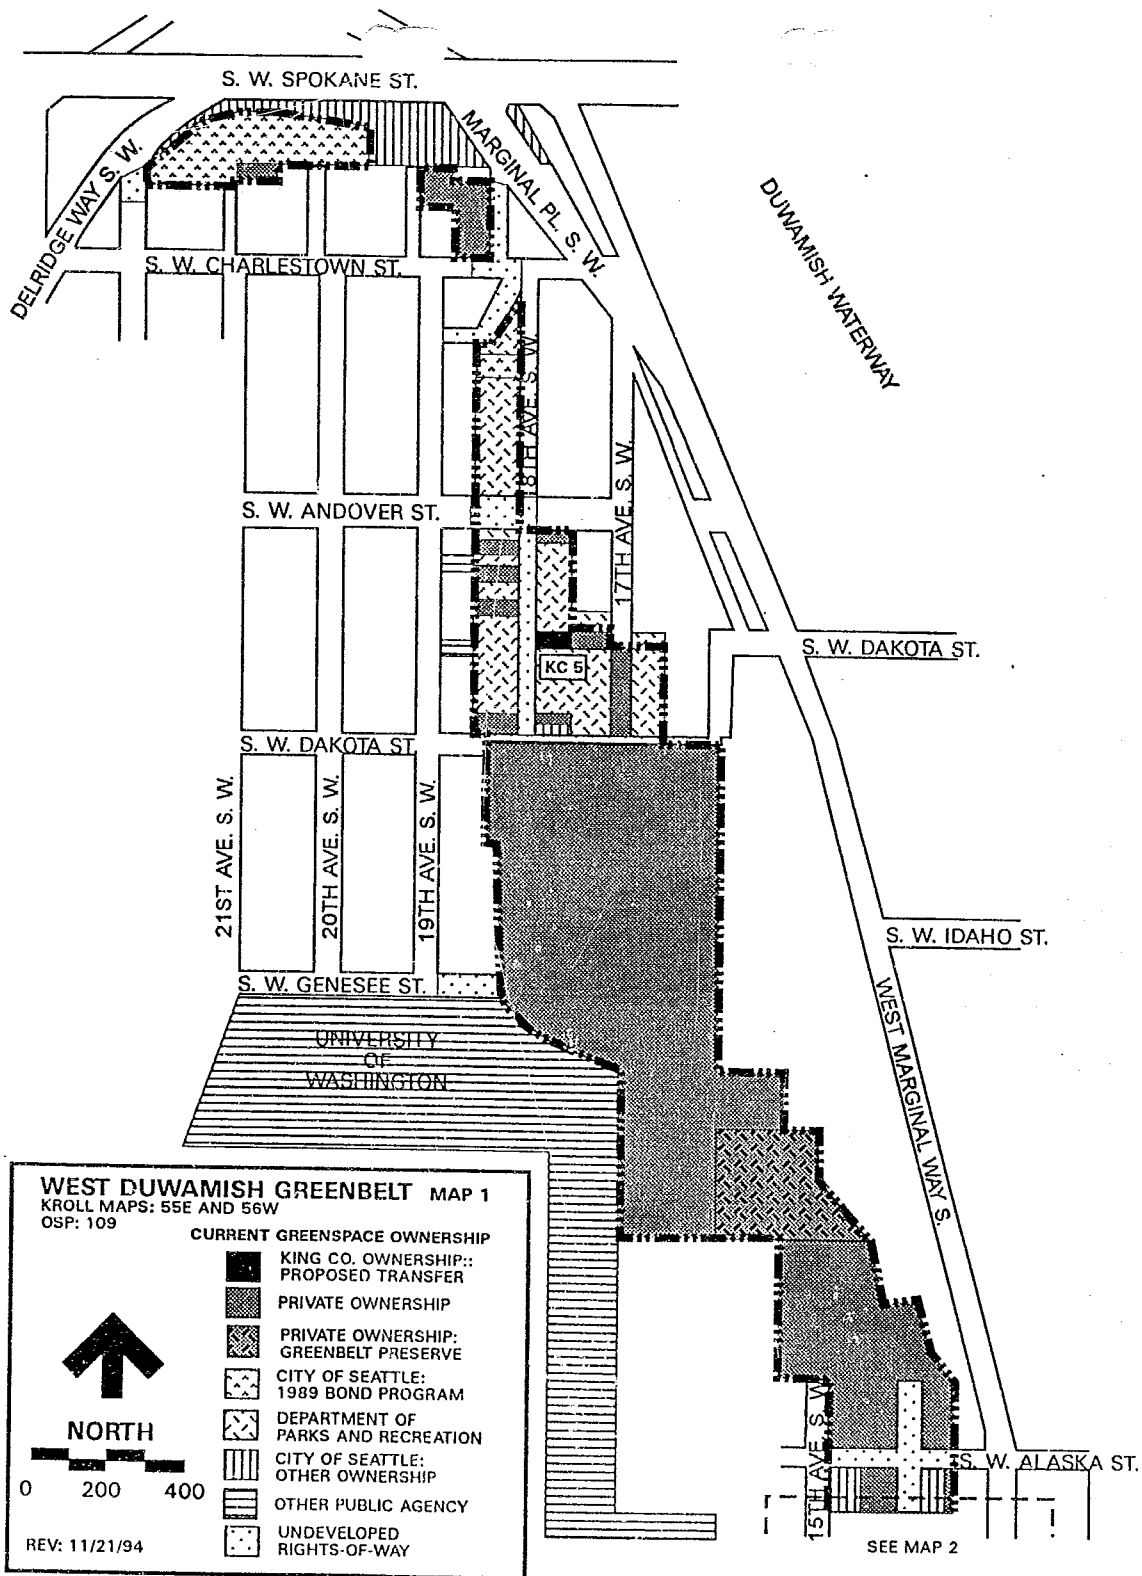 S. W. SPOKANE ST.
MARGINAL PL. S. W.
DELRIDGE WAY S. W.
DUWAMISH WATERWAY
S. W. CHARLESTOWN ST.
8TH AVE. S. W.
17TH AVE. S. W.
S. W. ANDOVER ST.
S. W. DAKOTA ST.
KC 5
S. W. DAKOTA ST.
21ST AVE. S. W.
20TH AVE. S. W.
19TH AVE. S. W.
S. W. IDAHO ST.
S. W. GENESEE ST.
WEST MARGINAL WAY S.
UNIVERSITY
OF
WASHINGTON
15TH AVE. S. W.
S. W. ALASKA ST.
SEE MAP 2
WEST DUWAMISH GREENBELT MAP 1
KROLL MAPS: 55E AND 56W
OSP: 109
CURRENT GREENSPACE OWNERSHIP
KING CO. OWNERSHIP::
PROPOSED TRANSFER
PRIVATE OWNERSHIP
PRIVATE OWNERSHIP:
GREENBELT PRESERVE
CITY OF SEATTLE:
1989 BOND PROGRAM
DEPARTMENT OF
PARKS AND RECREATION
CITY OF SEATTLE:
OTHER OWNERSHIP
OTHER PUBLIC AGENCY
UNDEVELOPED
RIGHTS-OF-WAY
NORTH
0 200 400
REV: 11/21/94